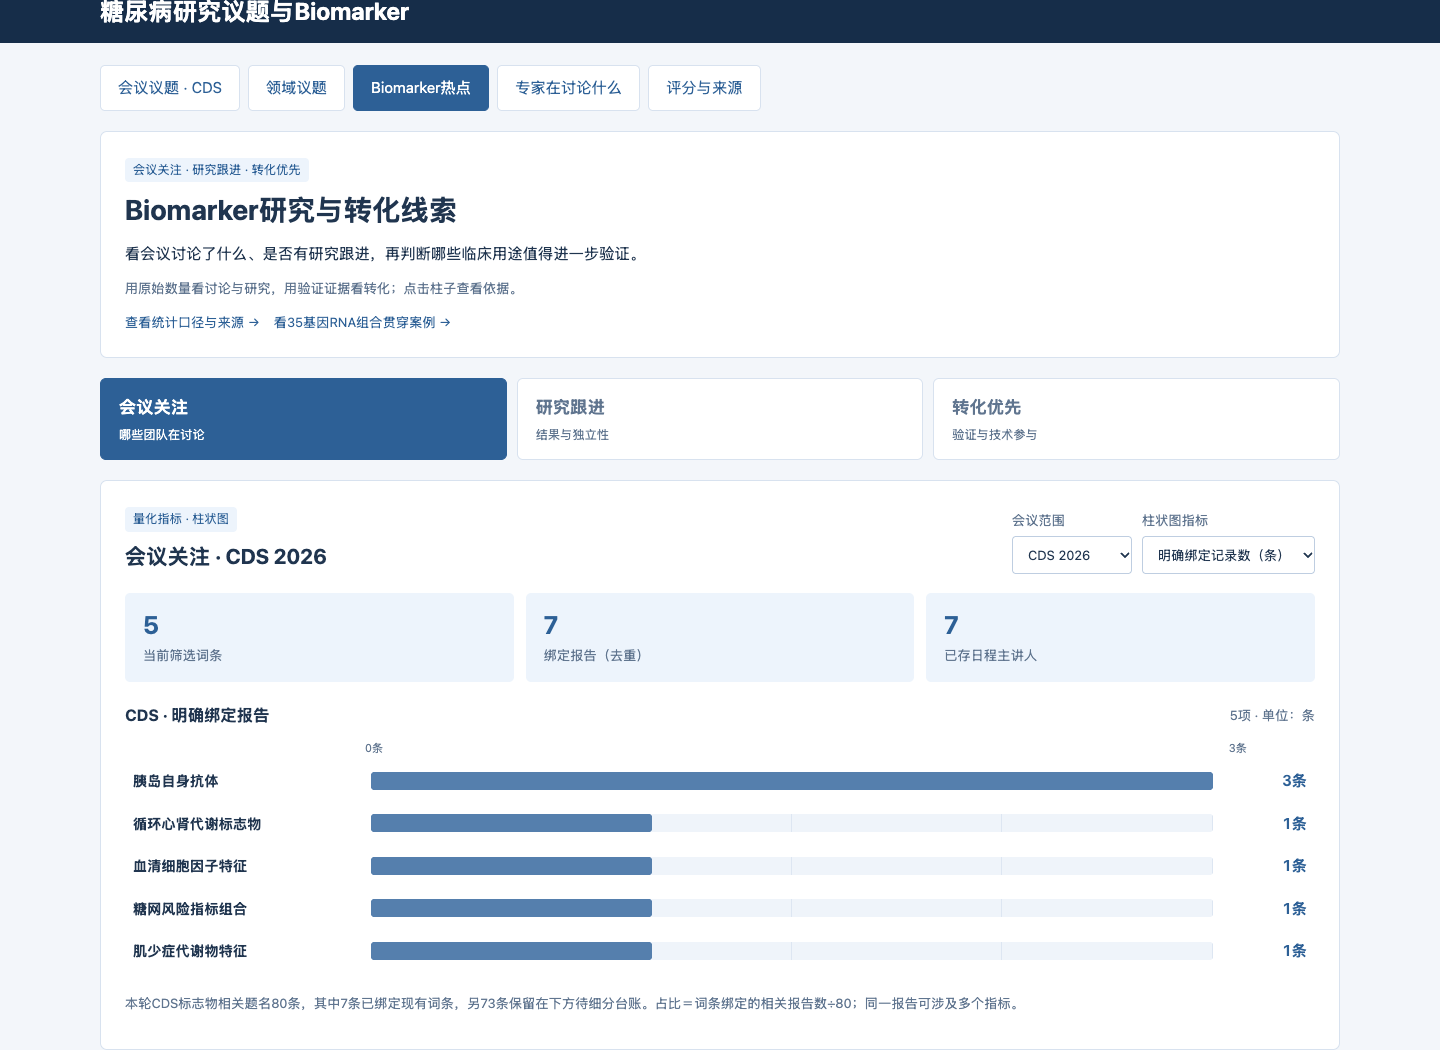 糖尿病研究议题与Biomarker
会议议题 · CDS
领域议题
Biomarker热点
专家在讨论什么
评分与来源
会议关注 · 研究跟进 · 转化优先
Biomarker研究与转化线索
看会议讨论了什么、是否有研究跟进，再判断哪些临床用途值得进一步验证。
用原始数量看讨论与研究，用验证证据看转化；点击柱子查看依据。
查看统计口径与来源 → 看35基因RNA组合贯穿案例 →
会议关注
哪些团队在讨论
研究跟进
结果与独立性
转化优先
验证与技术参与
量化指标 · 柱状图
会议关注 · CDS 2026
会议范围
CDS 2026
柱状图指标
明确绑定记录数（条）
5
当前筛选词条
7
绑定报告（去重）
7
已存日程主讲人
CDS · 明确绑定报告
5项 · 单位：条
0条
3条
胰岛自身抗体
3条
循环心肾代谢标志物
1条
血清细胞因子特征
1条
糖网风险指标组合
1条
肌少症代谢物特征
1条
本轮CDS标志物相关题名80条，其中7条已绑定现有词条，另73条保留在下方待细分台账。占比＝词条绑定的相关报告数÷80；同一报告可涉及多个指标。